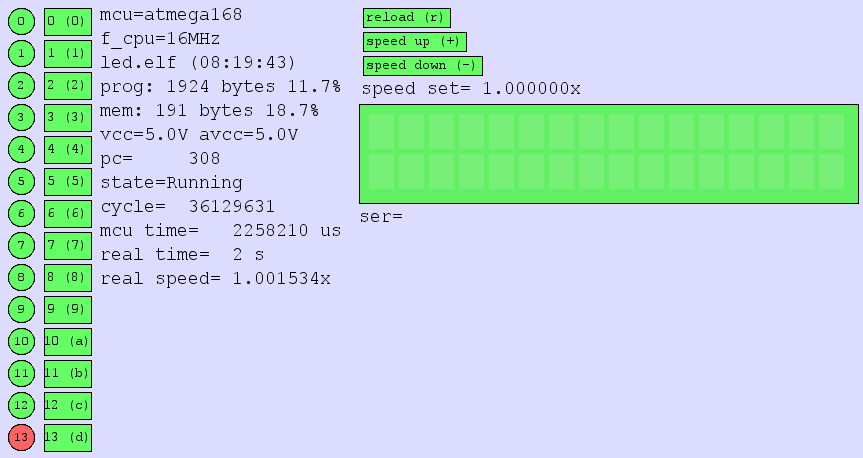 0
0 (0)
1
1 (1)
2
2 (2)
3
3 (3)
4
4 (4)
5
5 (5)
6
6 (6)
7
7 (7)
8
8 (8)
9
9 (9)
10
10 (a)
11
11 (b)
12
12 (c)
13
13 (d)
mcu=atmega168
f_cpu=16MHz
led.elf (08:19:43)
prog: 1924 bytes 11.7%
mem: 191 bytes 18.7%
vcc=5.0V avcc=5.0V
pc=     308
state=Running
cycle=  36129631
mcu time=   2258210 us
real time=  2 s
real speed= 1.001534x
reload (r)
speed up (+)
speed down (-)
speed set= 1.000000x
ser=